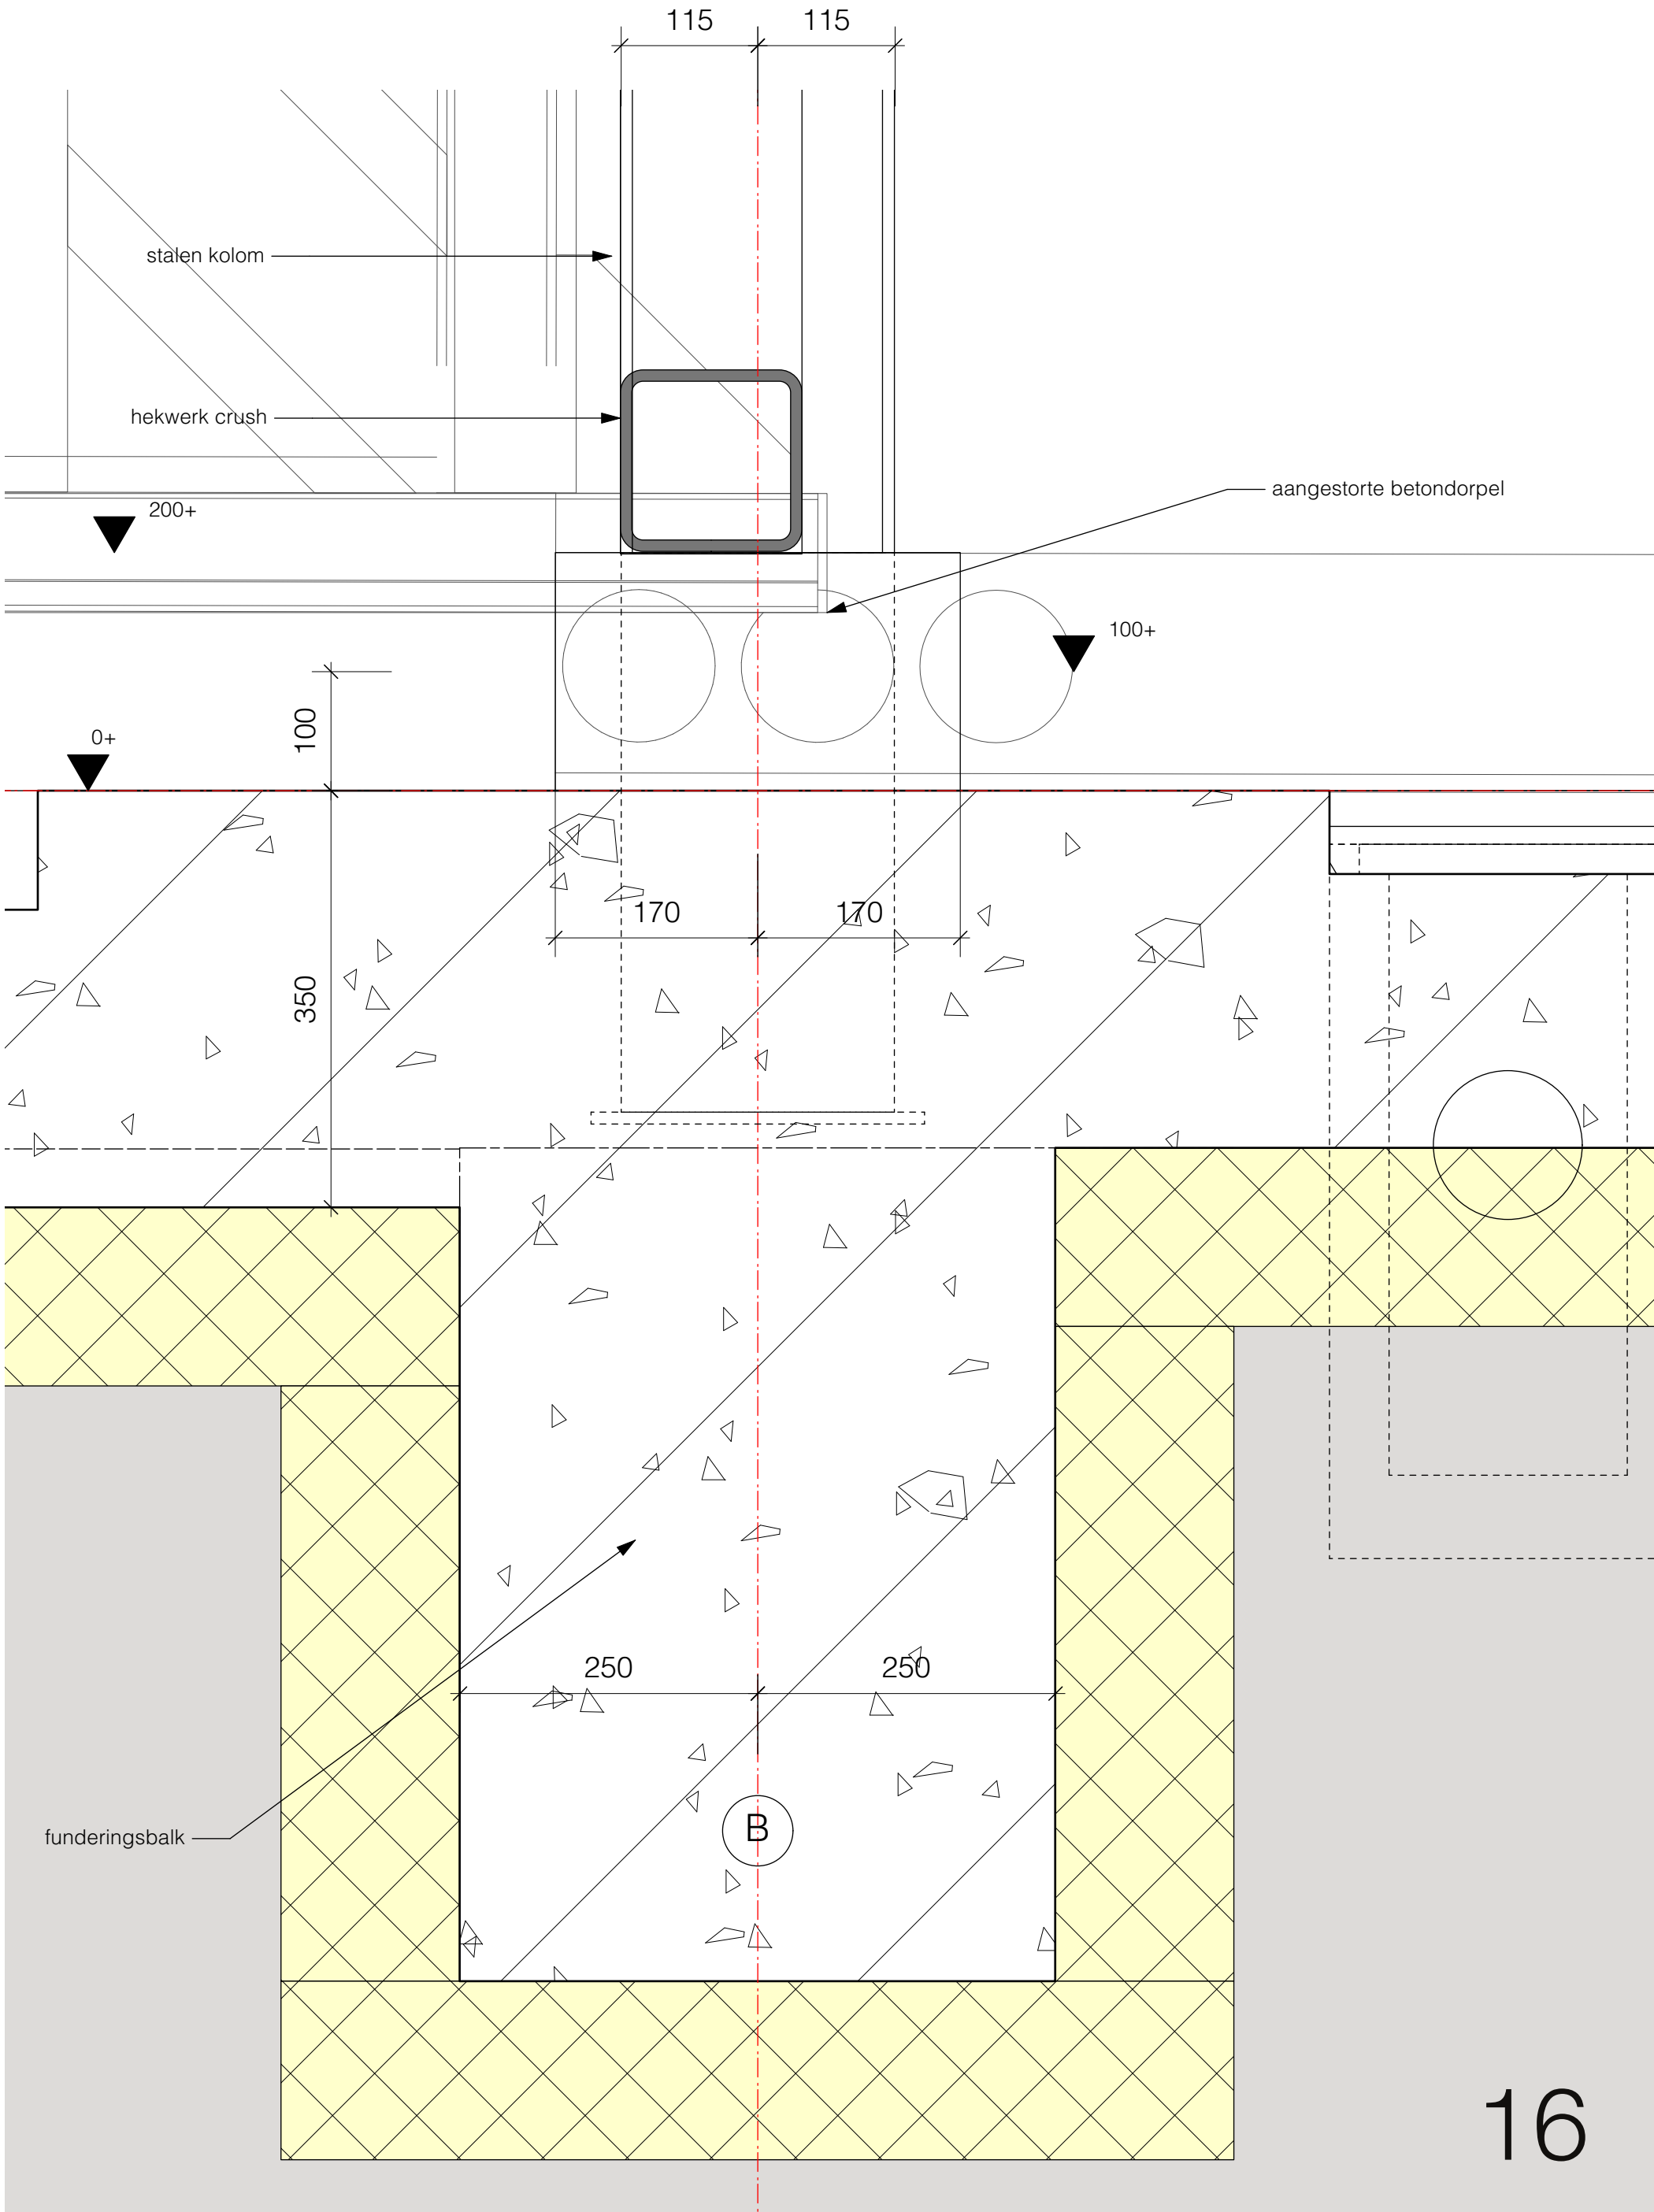 115 115
stalen kolom
hekwerk crush
aangestorte betondorpel
200+
100+
100
0+
170 170
350
250 250
B
funderingsbalk
16